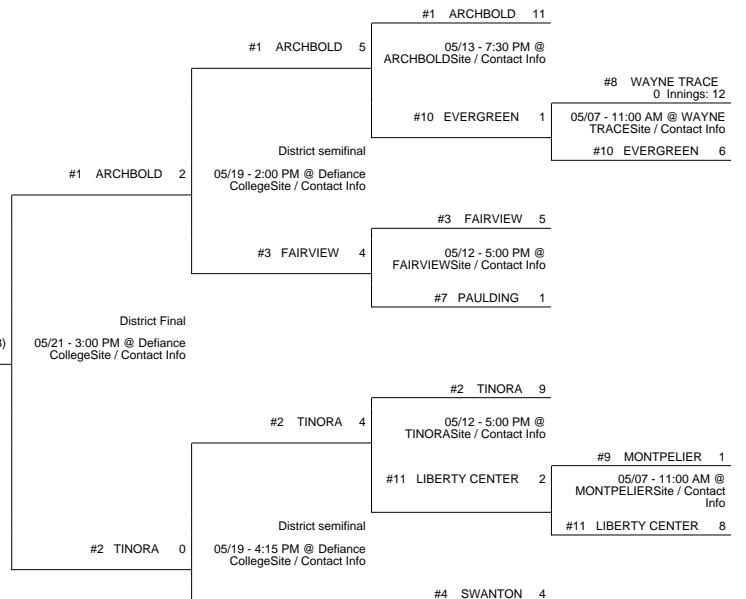 #1 ARCHBOLD 11
#1 ARCHBOLD 5
05/13 - 7:30 PM @
ARCHBOLDSite / Contact Info
#8 WAYNE TRACE
0 Innings: 12
#10 EVERGREEN 1
05/07 - 11:00 AM @ WAYNE
TRACESite / Contact Info
#10 EVERGREEN 6
District semifinal
#1 ARCHBOLD 2
05/19 - 2:00 PM @ Defiance
CollegeSite / Contact Info
#3 FAIRVIEW 5
#3 FAIRVIEW 4
05/12 - 5:00 PM @
FAIRVIEWSite / Contact Info
#7 PAULDING 1
District Final
05/21 - 3:00 PM @ Defiance
CollegeSite / Contact Info
#2 TINORA 9
#2 TINORA 4
05/12 - 5:00 PM @
TINORASite / Contact Info
#9 MONTPELIER 1
#11 LIBERTY CENTER 2
05/07 - 11:00 AM @
MONTPELIERSite / Contact
Info
#11 LIBERTY CENTER 8
District semifinal
#2 TINORA 0
05/19 - 4:15 PM @ Defiance
CollegeSite / Contact Info
#4 SWANTON 4